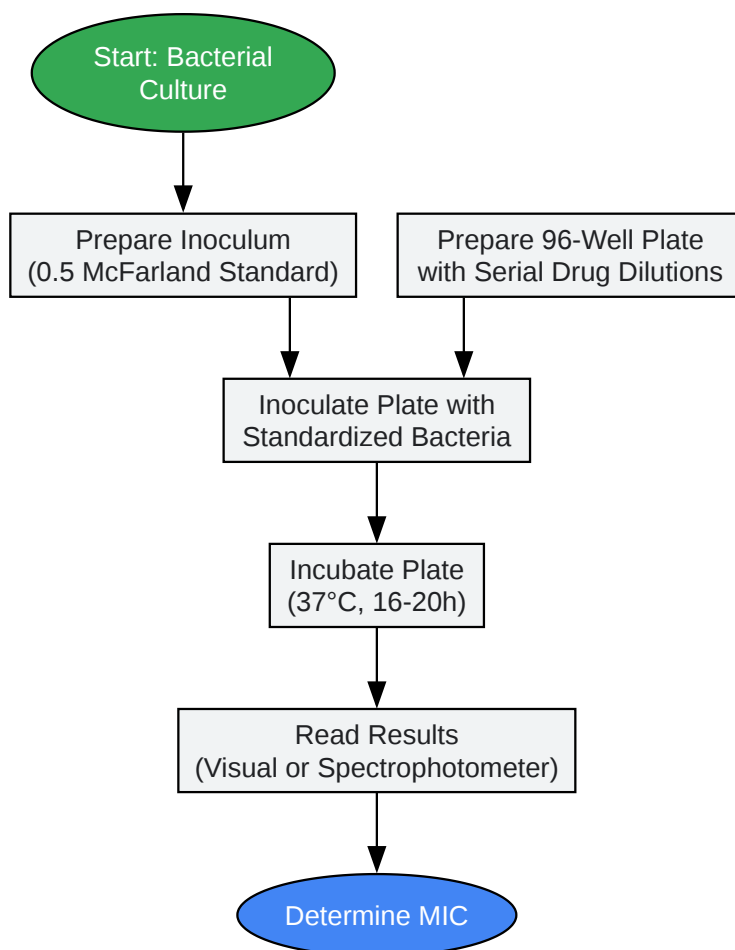 Start: Bacterial
Culture
Prepare Inoculum
(0.5 McFarland Standard)
Prepare 96-Well Plate
with Serial Drug Dilutions
Inoculate Plate with
Standardized Bacteria
Incubate Plate
(37°C, 16-20h)
Read Results
(Visual or Spectrophotometer)
Determine MIC